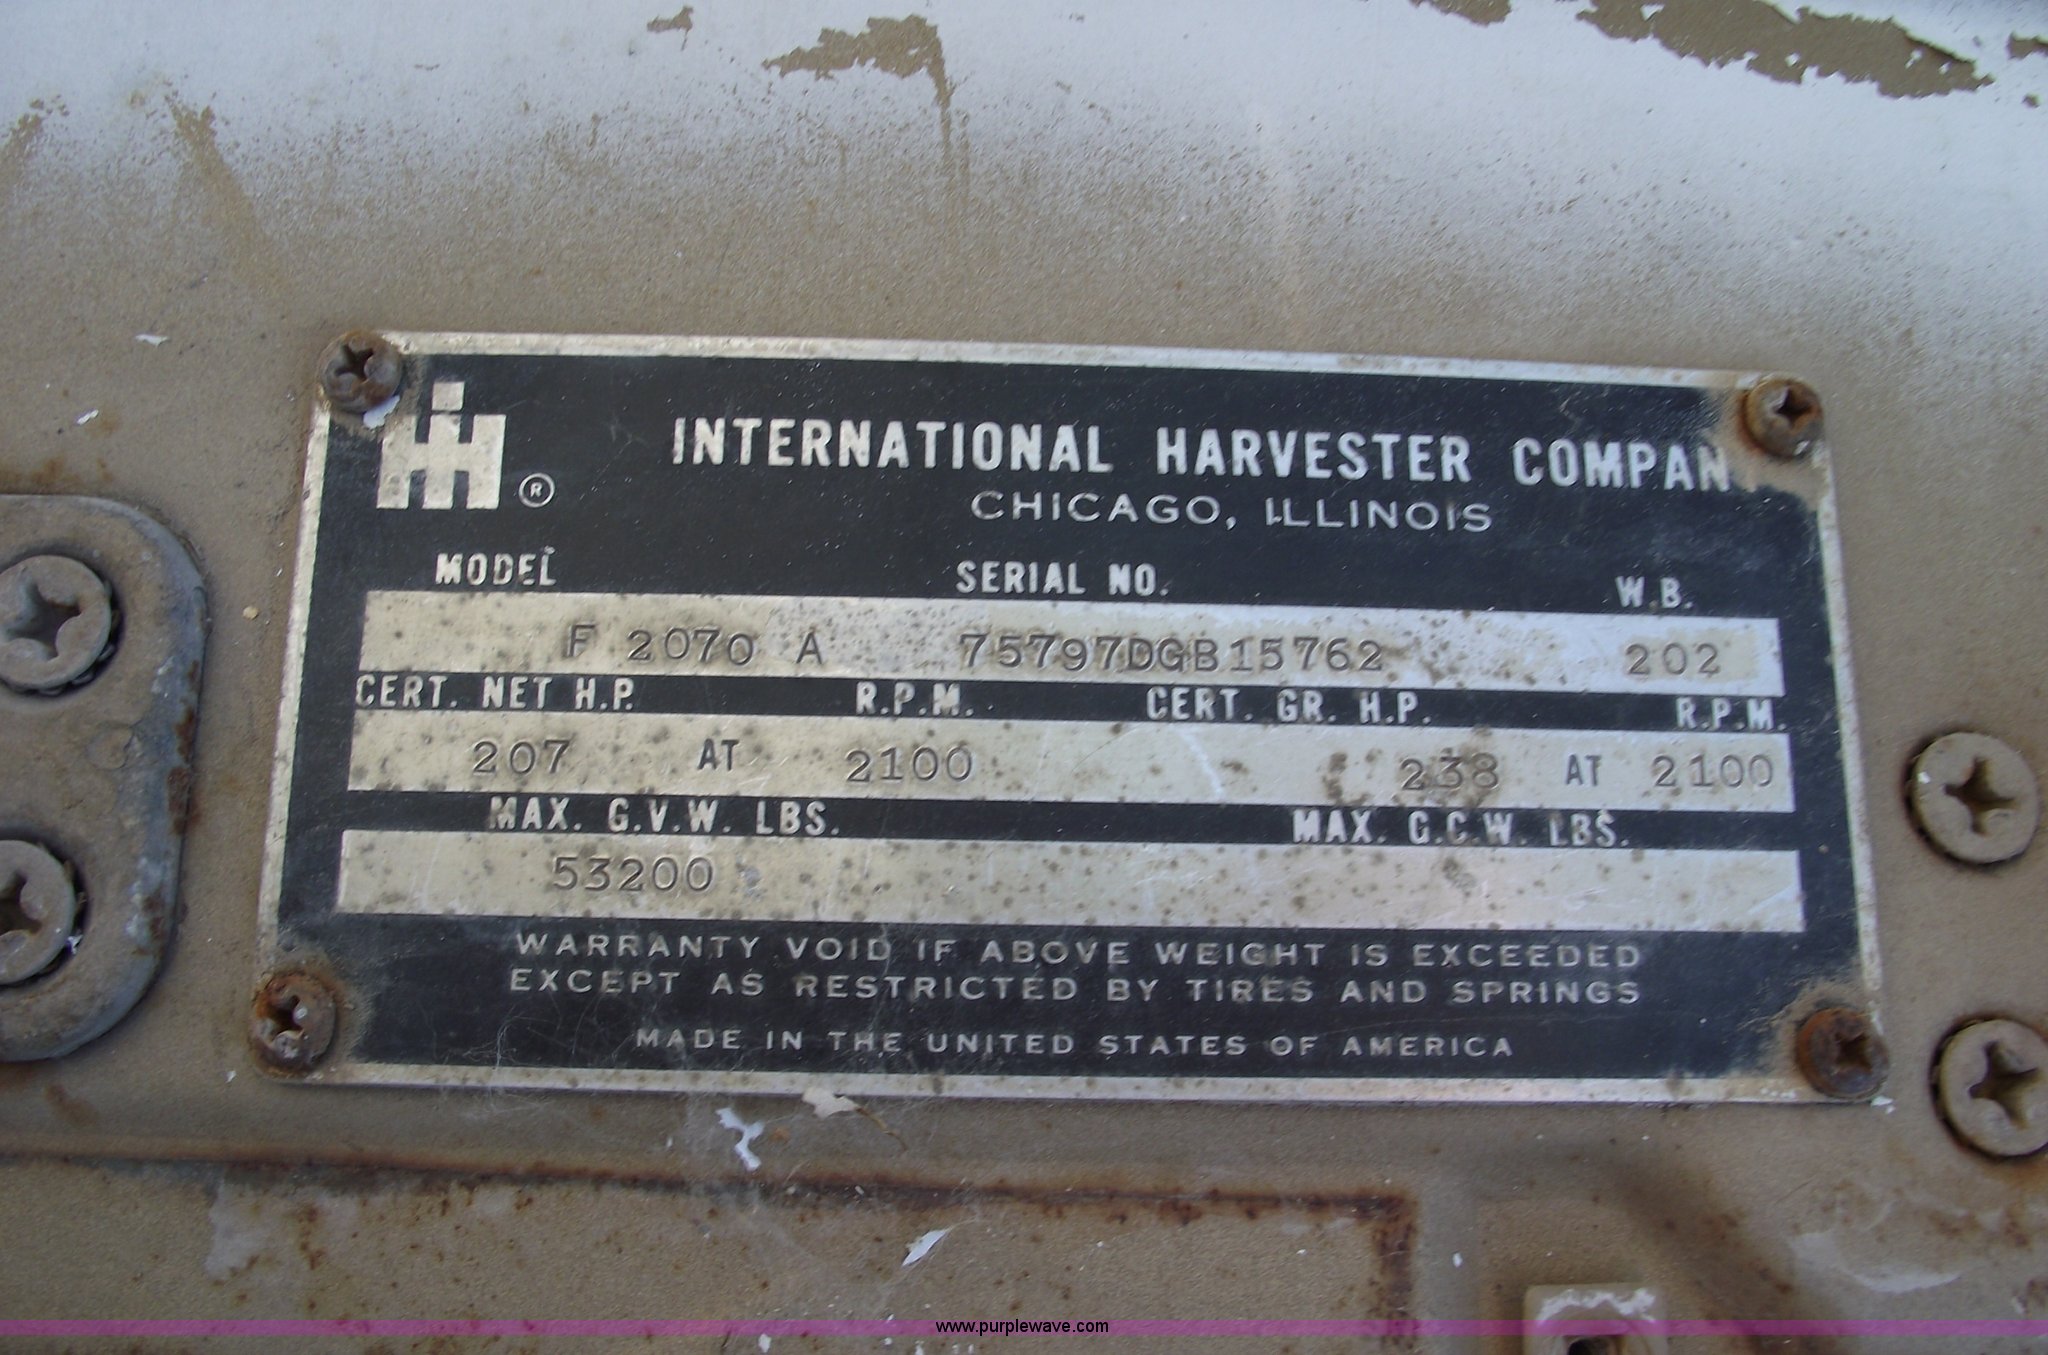 INTERNATIONAL HARVESTER COMPAN
®
CHICAGO, ILLINOIS
MODEL SERIAL NO. W.B.
F 2070 A 75797DGB15762 202
CERT. NET H.P. R.P.M. CERT. GR. H.P. R.P.M.
207 AT 2100 238 AT 2100
MAX. G.V.W. LBS. MAX. G.C.W. LBS.
53200
WARRANTY VOID IF ABOVE WEIGHT IS EXCEEDED
EXCEPT AS RESTRICTED BY TIRES AND SPRINGS
MADE IN THE UNITED STATES OF AMERICA
www.purplewave.com